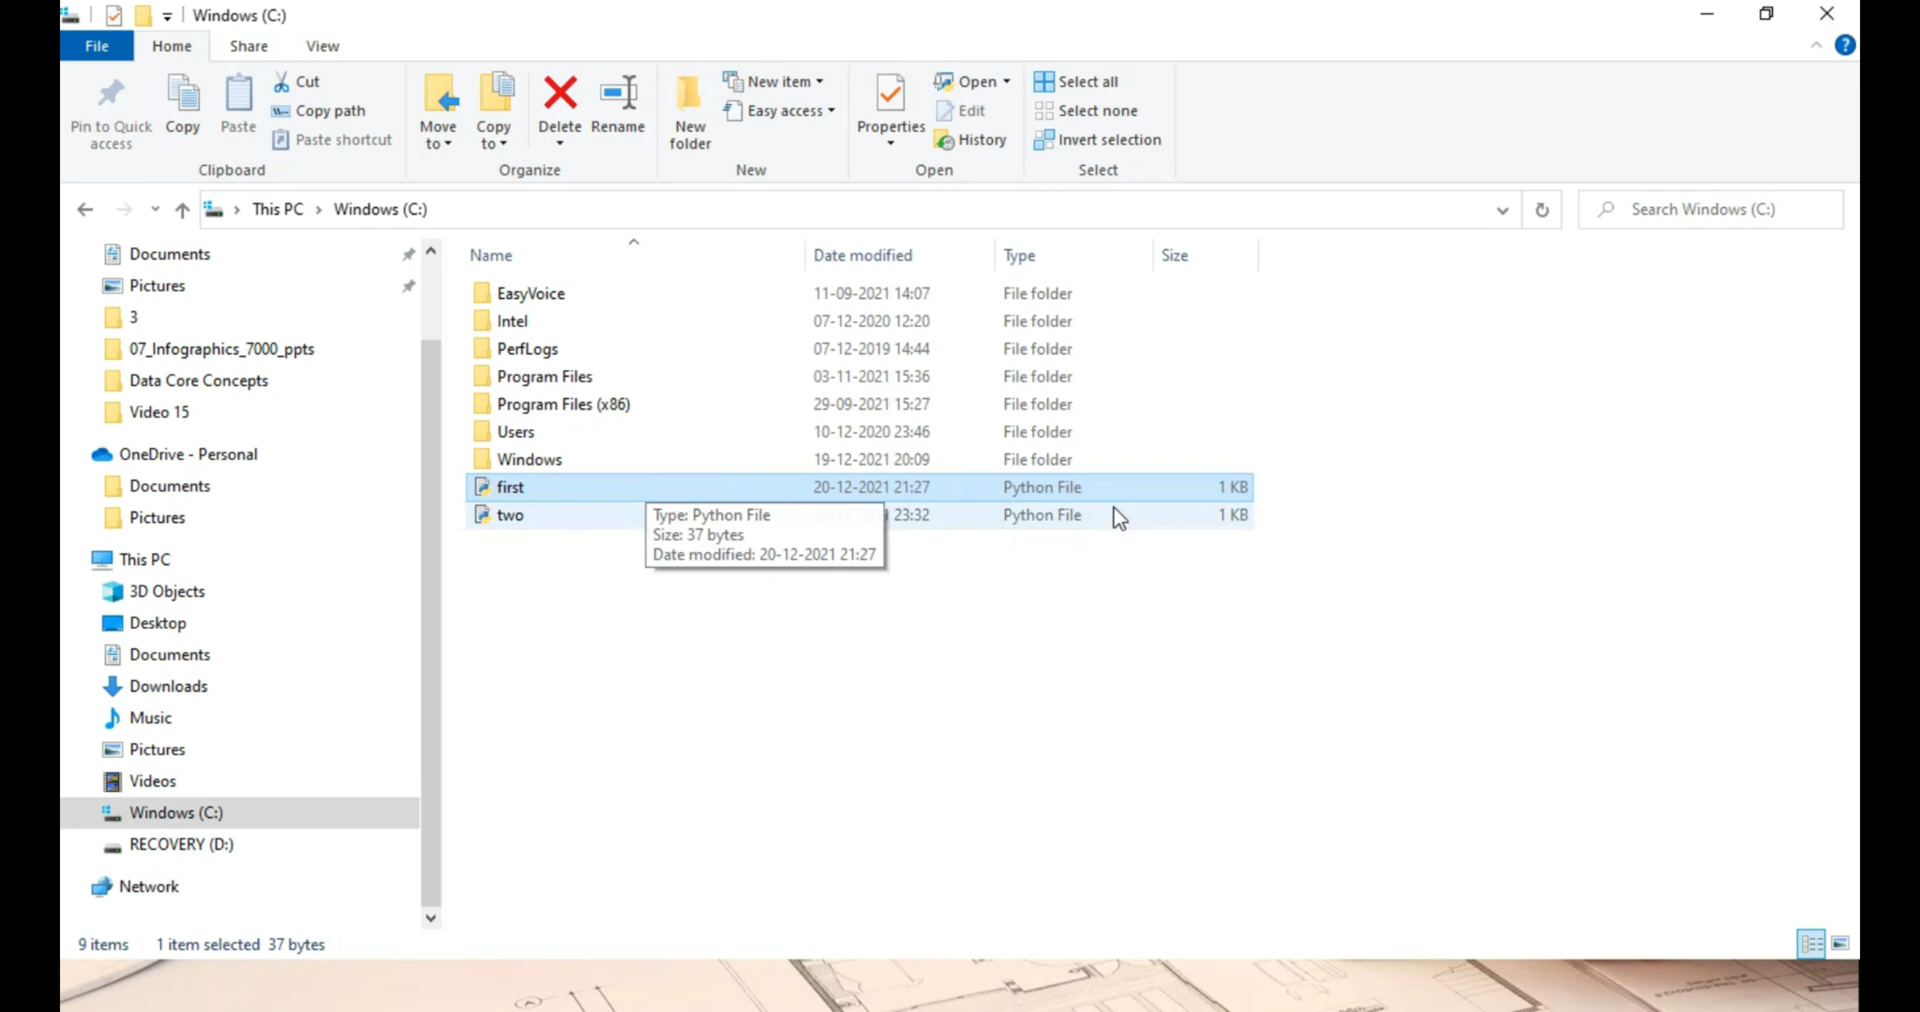 Windows (C:)
File Home Share View
Pin to Quick access
Copy
Paste
Cut
Copy path
Paste shortcut
Clipboard
Move to
Copy to
Delete
Rename
Organize
New folder
New item
Easy access
New
Properties
Open
Edit
History
Open
Select all
Select none
Invert selection
Select
This PC > Windows (C:)
Search Windows (C:)
Documents
Pictures
3
07_Infographics_7000_ppts
Data Core Concepts
Video 15
OneDrive - Personal
Documents
Pictures
This PC
3D Objects
Desktop
Documents
Downloads
Music
Pictures
Videos
Windows (C:)
RECOVERY (D:)
Network
Name Date modified Type Size
EasyVoice 11-09-2021 14:07 File folder
Intel 07-12-2020 12:20 File folder
PerfLogs 07-12-2019 14:44 File folder
Program Files 03-11-2021 15:36 File folder
Program Files (x86) 29-09-2021 15:27 File folder
Users 10-12-2020 23:46 File folder
Windows 19-12-2021 20:09 File folder
first 20-12-2021 21:27 Python File 1 KB
two 23:32 Python File 1 KB
Type: Python File
Size: 37 bytes
Date modified: 20-12-2021 21:27
9 items 1 item selected 37 bytes